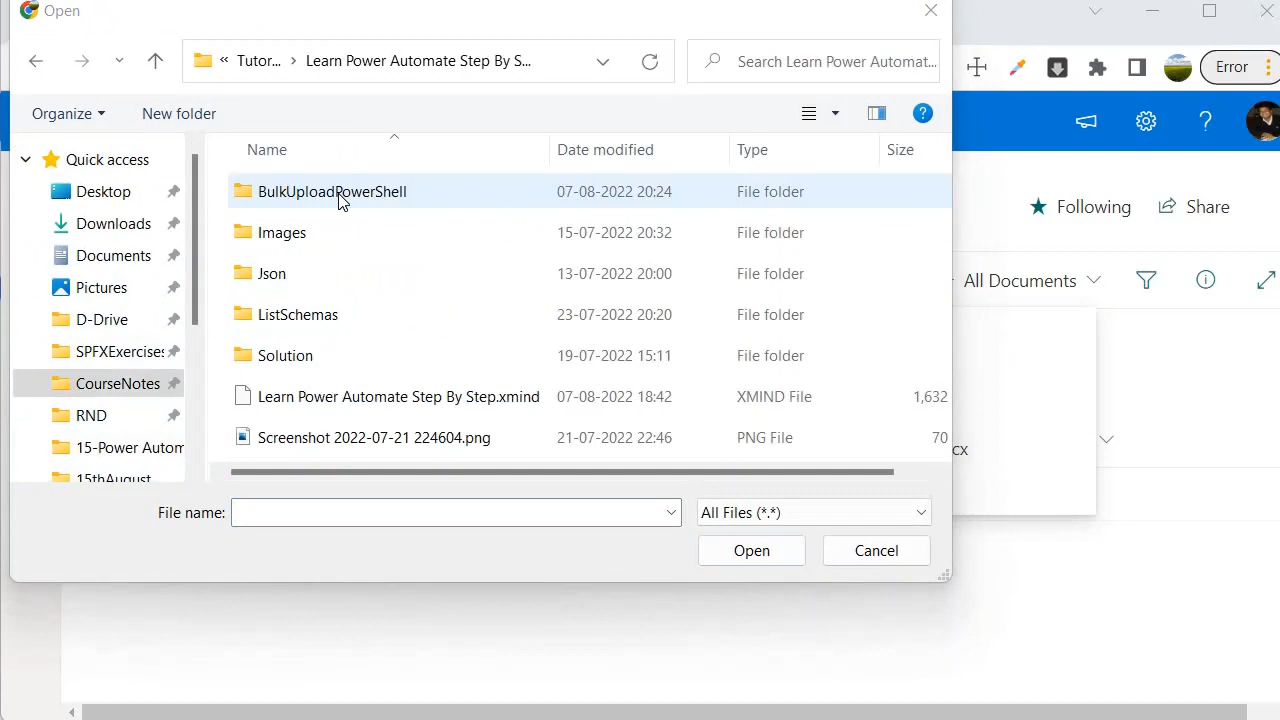 Open
« Tutor... > Learn Power Automate Step By S...
Search Learn Power Automat...
Error
Organize
New folder
Name
Date modified
Type
Size
Quick access
Desktop
Downloads
Documents
Pictures
D-Drive
SPFXExercises
CourseNotes
RND
15-Power Autom
15thAugust
BulkUploadPowerShell 07-08-2022 20:24 File folder
Images 15-07-2022 20:32 File folder
Json 13-07-2022 20:00 File folder
ListSchemas 23-07-2022 20:20 File folder
Solution 19-07-2022 15:11 File folder
Learn Power Automate Step By Step.xmind 07-08-2022 18:42 XMIND File 1,632
Screenshot 2022-07-21 224604.png 21-07-2022 22:46 PNG File 70
File name:
All Files (*.*)
Open
Cancel
Following
Share
All Documents
cx